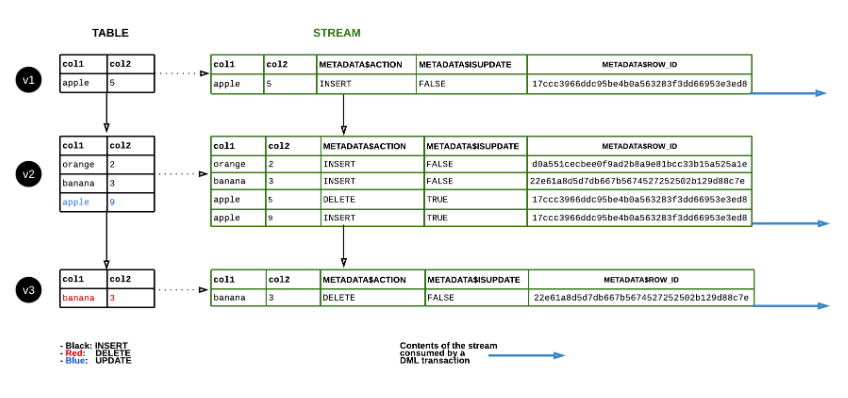 TABLE STREAM
col1 col2 col1 col2 METADATA$ACTION METADATA$ISUPDATE METADATA$ROW_ID
v1
apple 5 apple 5 INSERT FALSE 17ccc3966ddc95be4b0a563283f3dd66953e3ed8
col1 col2 col1 col2 METADATA$ACTION METADATA$ISUPDATE METADATA$ROW_ID
orange 2 orange 2 INSERT FALSE d0a551cecbee0f9ad2b8a9e81bcc33b15a525a1e
v2
banana 3 banana 3 INSERT FALSE 22e61a8d5d7db667b5674527252502b129d88c7e
apple 9 apple 5 DELETE TRUE 17ccc3966ddc95be4b0a563283f3dd66953e3ed8
apple 9 INSERT TRUE 17ccc3966ddc95be4b0a563283f3dd66953e3ed8
col1 col2 col1 col2 METADATA$ACTION METADATA$ISUPDATE METADATA$ROW_ID
v3
banana 3 banana 3 DELETE FALSE 22e61a8d5d7db667b5674527252502b129d88c7e
- Black: INSERT
- Red: DELETE
- Blue: UPDATE
Contents of the stream
consumed by a
DML transaction